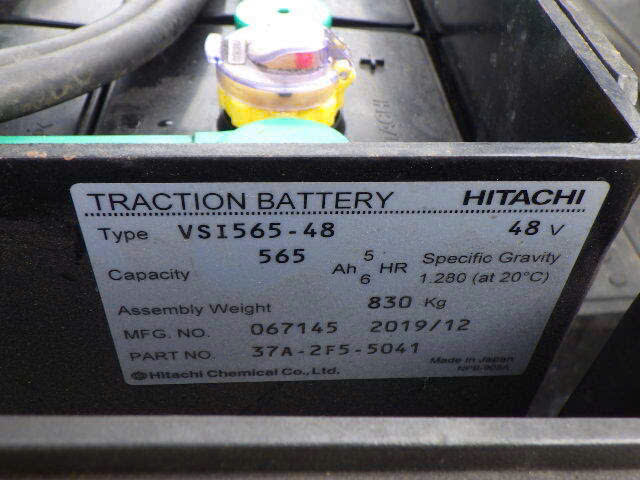 HITACHI
TRACTION BATTERY HITACHI
Type VSI565-48 48 V
Capacity 565 Ah 5/6 HR Specific Gravity
1.280 (at 20°C)
Assembly Weight 830 Kg
MFG. NO. 067145 2019/12
PART NO. 37A-2F5-5041 Made in Japan
Hitachi Chemical Co., Ltd.